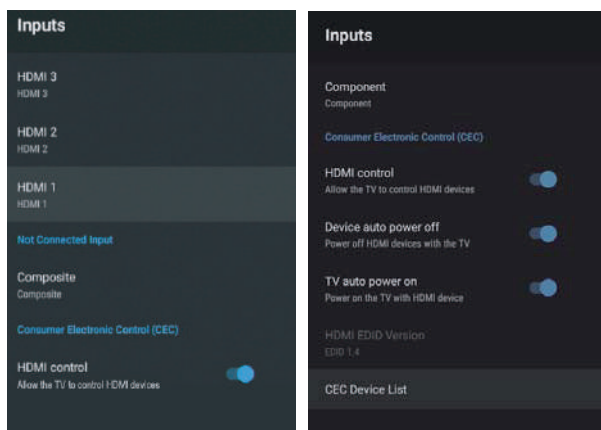 Inputs
HDMI 3
HDMI 3
HDMI 2
HDMI 2
HDMI 1
HDMI 1
Not Connected Input
Composite
Composite
Consumer Electronic Control (CEC)
HDMI control
Allow the TV to control HDMI devices
Inputs
Component
Component
Consumer Electronic Control (CEC)
HDMI control
Allow the TV to control HDMI devices
Device auto power off
Power off HDMI devices with the TV
TV auto power on
Power on the TV with HDMI device
HDMI EDID Version
EDID 1.4
CEC Device List